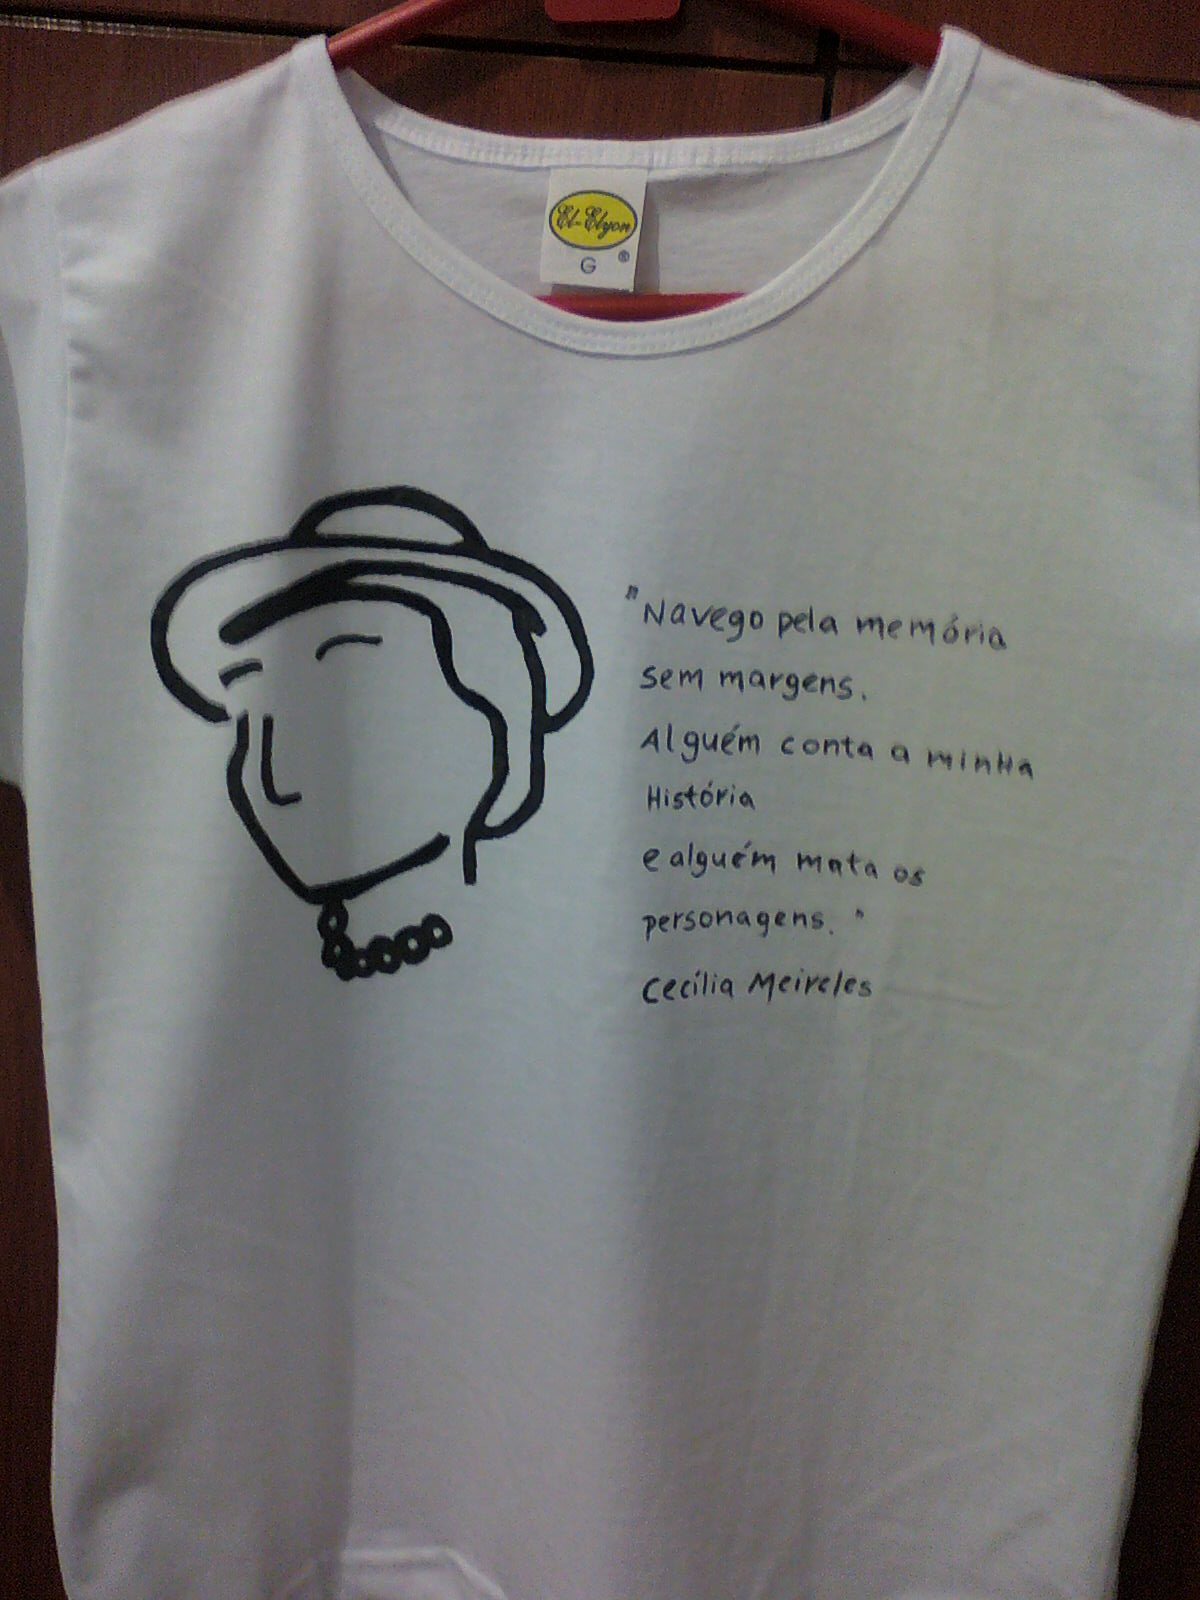 El-Elyon
G ®
"Navego pela memória
sem margens.
Alguém conta a minha
História
e alguém mata os
personagens."
Cecília Meireles